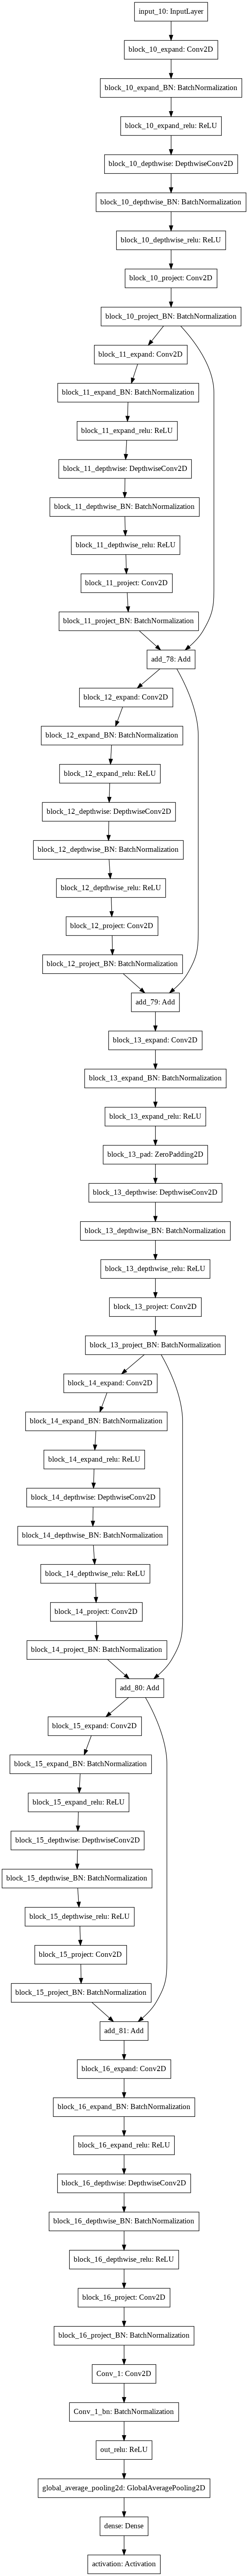 input_10: InputLayer
block_10_expand: Conv2D
block_10_expand_BN: BatchNormalization
block_10_expand_relu: ReLU
block_10_depthwise: DepthwiseConv2D
block_10_depthwise_BN: BatchNormalization
block_10_depthwise_relu: ReLU
block_10_project: Conv2D
block_10_project_BN: BatchNormalization
block_11_expand: Conv2D
block_11_expand_BN: BatchNormalization
block_11_expand_relu: ReLU
block_11_depthwise: DepthwiseConv2D
block_11_depthwise_BN: BatchNormalization
block_11_depthwise_relu: ReLU
block_11_project: Conv2D
block_11_project_BN: BatchNormalization
add_78: Add
block_12_expand: Conv2D
block_12_expand_BN: BatchNormalization
block_12_expand_relu: ReLU
block_12_depthwise: DepthwiseConv2D
block_12_depthwise_BN: BatchNormalization
block_12_depthwise_relu: ReLU
block_12_project: Conv2D
block_12_project_BN: BatchNormalization
add_79: Add
block_13_expand: Conv2D
block_13_expand_BN: BatchNormalization
block_13_expand_relu: ReLU
block_13_pad: ZeroPadding2D
block_13_depthwise: DepthwiseConv2D
block_13_depthwise_BN: BatchNormalization
block_13_depthwise_relu: ReLU
block_13_project: Conv2D
block_13_project_BN: BatchNormalization
block_14_expand: Conv2D
block_14_expand_BN: BatchNormalization
block_14_expand_relu: ReLU
block_14_depthwise: DepthwiseConv2D
block_14_depthwise_BN: BatchNormalization
block_14_depthwise_relu: ReLU
block_14_project: Conv2D
block_14_project_BN: BatchNormalization
add_80: Add
block_15_expand: Conv2D
block_15_expand_BN: BatchNormalization
block_15_expand_relu: ReLU
block_15_depthwise: DepthwiseConv2D
block_15_depthwise_BN: BatchNormalization
block_15_depthwise_relu: ReLU
block_15_project: Conv2D
block_15_project_BN: BatchNormalization
add_81: Add
block_16_expand: Conv2D
block_16_expand_BN: BatchNormalization
block_16_expand_relu: ReLU
block_16_depthwise: DepthwiseConv2D
block_16_depthwise_BN: BatchNormalization
block_16_depthwise_relu: ReLU
block_16_project: Conv2D
block_16_project_BN: BatchNormalization
Conv_1: Conv2D
Conv_1_bn: BatchNormalization
out_relu: ReLU
global_average_pooling2d: GlobalAveragePooling2D
dense: Dense
activation: Activation